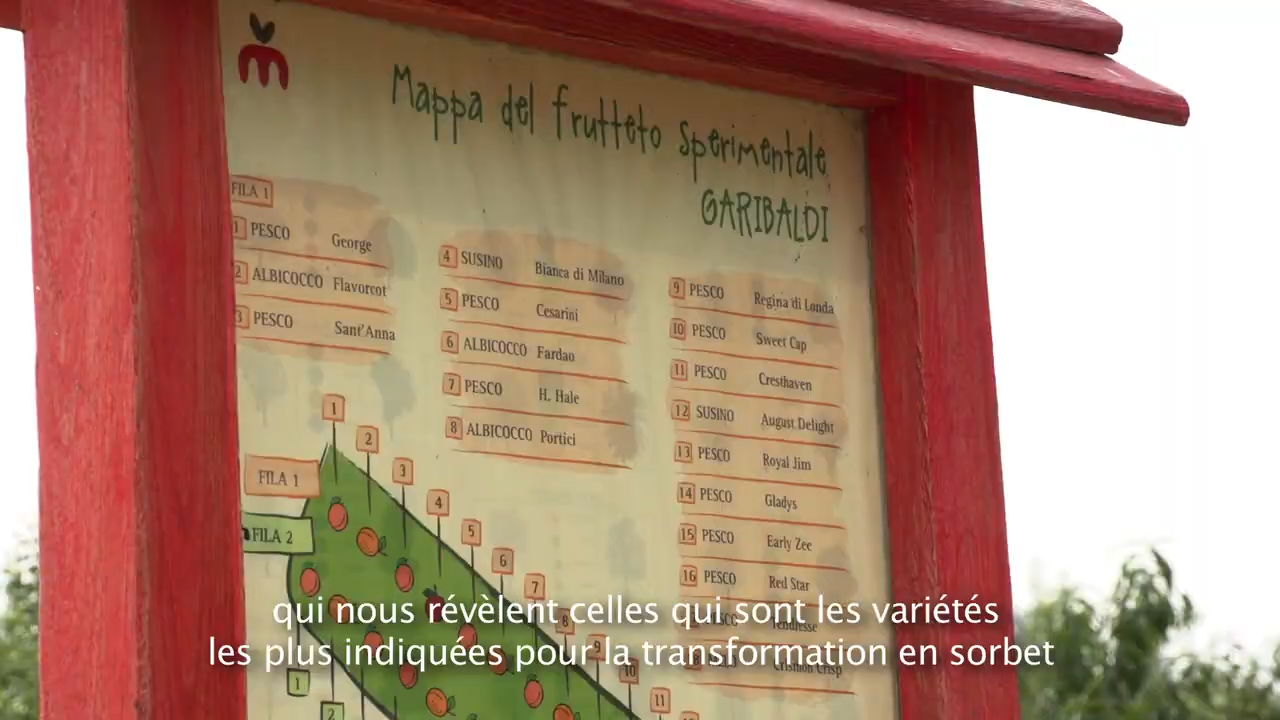 m
Mappa del frutteto sperimentale
GARIBALDI
FILA 1
1 PESCO George
2 ALBICOCCO Flavorcot
3 PESCO Sant'Anna
4 SUSINO Bianca di Milano
5 PESCO Cesarini
6 ALBICOCCO Fardao
7 PESCO H. Hale
8 ALBICOCCO Portici
9 PESCO Regina di Londa
10 PESCO Sweet Cap
11 PESCO Cresthaven
12 SUSINO August Delight
13 PESCO Royal Jim
14 PESCO Gladys
15 PESCO Early Zee
16 PESCO Red Star
Tendresse
Crimson Crisp
1
2
3
4
5
6
7
8
9
10
11
FILA 1
FILA 2
1
2
qui nous révèlent celles qui sont les variétés
les plus indiquées pour la transformation en sorbet